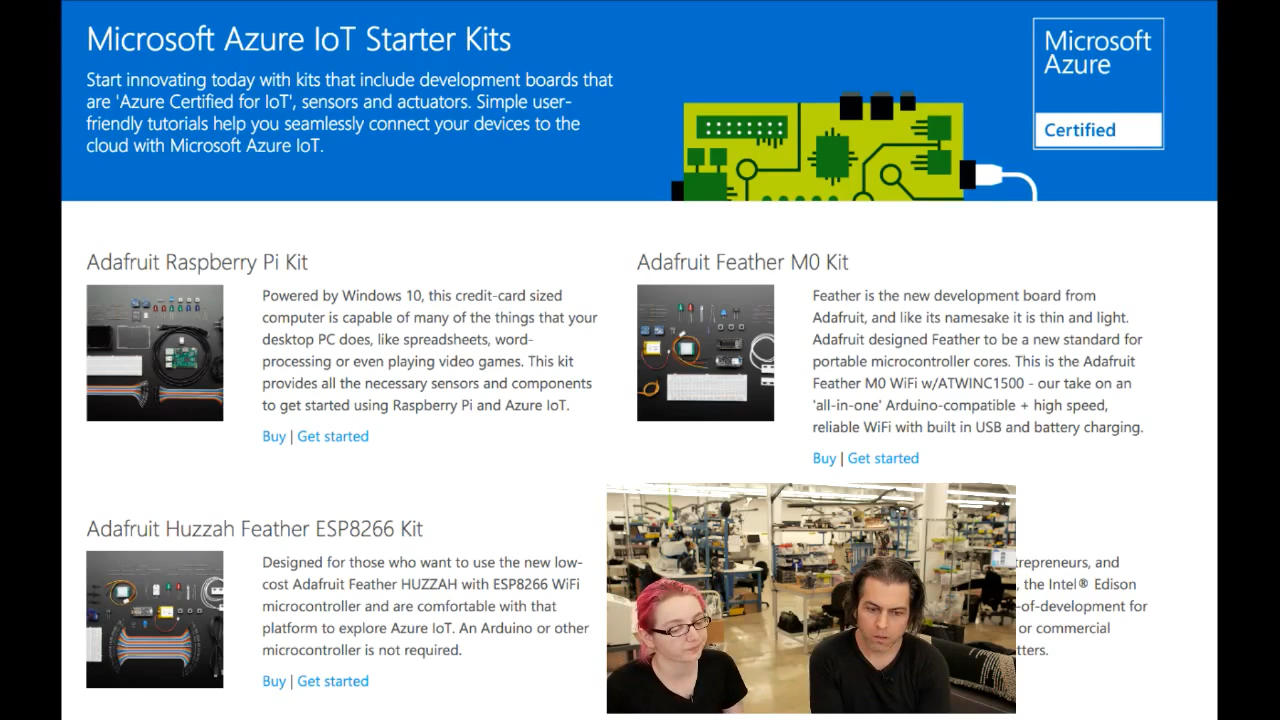 Microsoft Azure IoT Starter Kits
Start innovating today with kits that include development boards that
are 'Azure Certified for IoT', sensors and actuators. Simple user-
friendly tutorials help you seamlessly connect your devices to the
cloud with Microsoft Azure IoT.
Microsoft
Azure
Certified
Adafruit Raspberry Pi Kit
Powered by Windows 10, this credit-card sized
computer is capable of many of the things that your
desktop PC does, like spreadsheets, word-
processing or even playing video games. This kit
provides all the necessary sensors and components
to get started using Raspberry Pi and Azure IoT.
Buy | Get started
Adafruit Feather M0 Kit
Feather is the new development board from
Adafruit, and like its namesake it is thin and light.
Adafruit designed Feather to be a new standard for
portable microcontroller cores. This is the Adafruit
Feather M0 WiFi w/ATWINC1500 - our take on an
'all-in-one' Arduino-compatible + high speed,
reliable WiFi with built in USB and battery charging.
Buy | Get started
Adafruit Huzzah Feather ESP8266 Kit
Designed for those who want to use the new low-
cost Adafruit Feather HUZZAH with ESP8266 WiFi
microcontroller and are comfortable with that
platform to explore Azure IoT. An Arduino or other
microcontroller is not required.
Buy | Get started
trepreneurs, and
, the Intel® Edison
-of-development for
or commercial
tters.